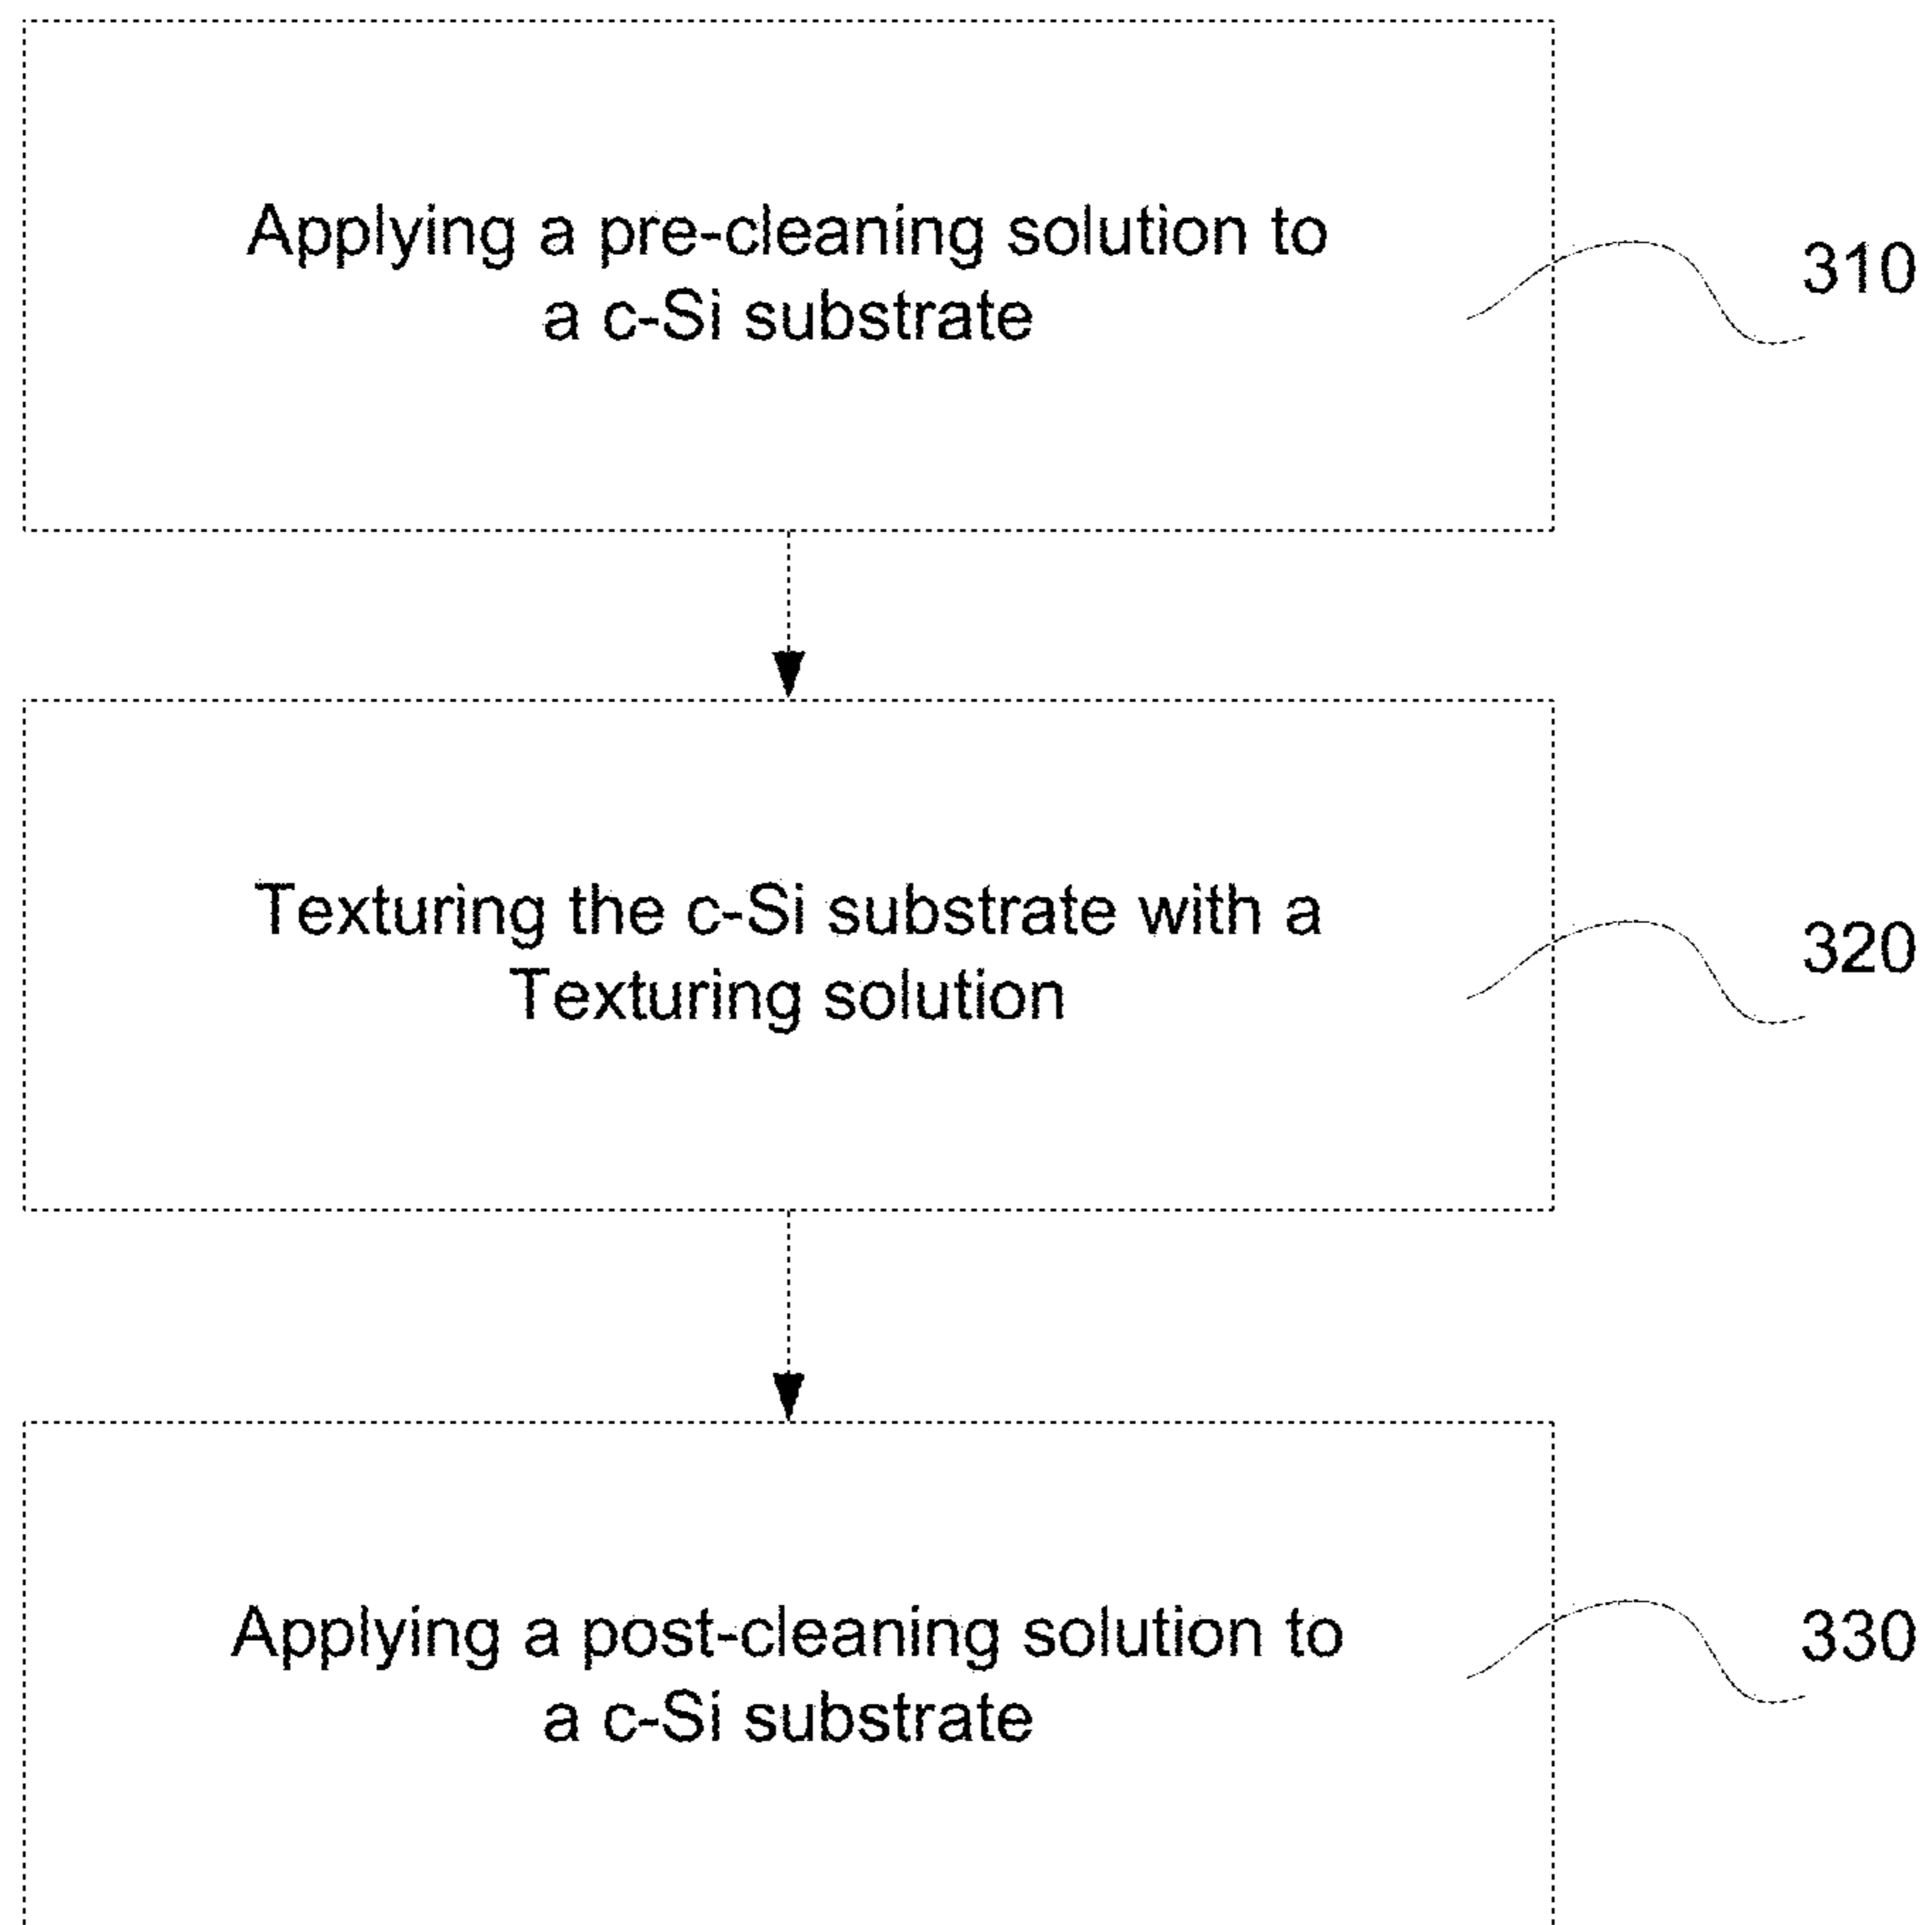 Applying a pre-cleaning solution to
a c-Si substrate
310
Texturing the c-Si substrate with a
Texturing solution
320
Applying a post-cleaning solution to
a c-Si substrate
330